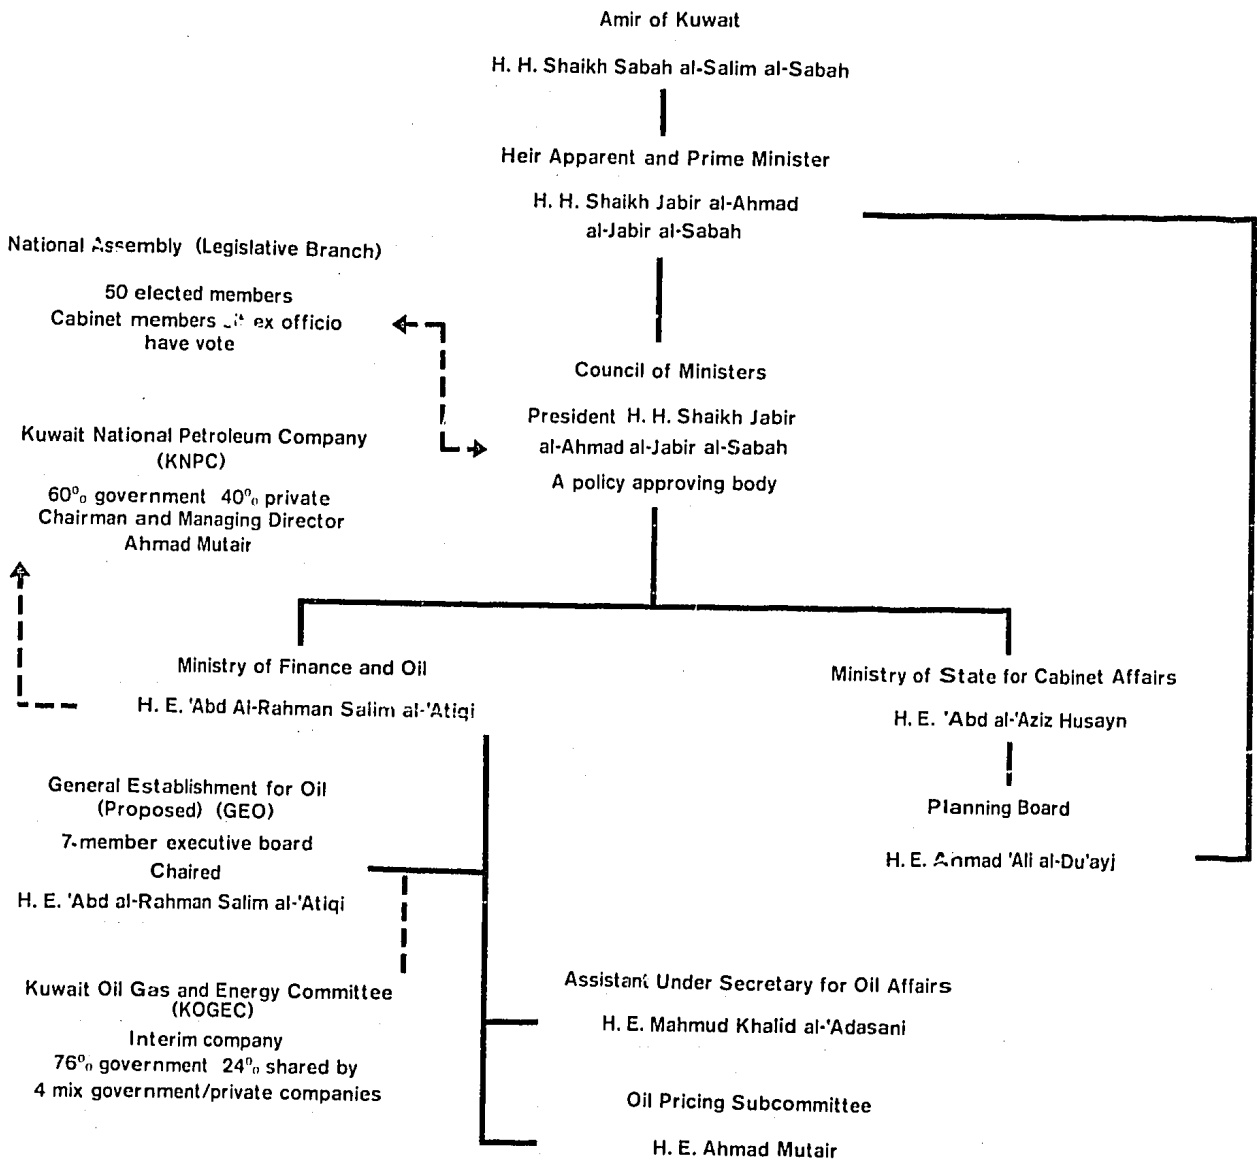 Amir of Kuwait
H. H. Shaikh Sabah al-Salim al-Sabah
Heir Apparent and Prime Minister
H. H. Shaikh Jabir al-Ahmad
al-Jabir al-Sabah
National Assembly (Legislative Branch)
50 elected members
Cabinet members ex officio
have vote
Council of Ministers
President H. H. Shaikh Jabir
al-Ahmad al-Jabir al-Sabah
A policy approving body
Kuwait National Petroleum Company
(KNPC)
60% government 40% private
Chairman and Managing Director
Ahmad Mutair
Ministry of Finance and Oil
H. E. 'Abd Al-Rahman Salim al-'Atiqi
Ministry of State for Cabinet Affairs
H. E. 'Abd al-'Aziz Husayn
Planning Board
H. E. Ahmad 'Ali al-Du'ayj
General Establishment for Oil
(Proposed) (GEO)
7-member executive board
Chaired
H. E. 'Abd al-Rahman Salim al-'Atiqi
Kuwait Oil Gas and Energy Committee
(KOGEC)
Interim company
76% government 24% shared by
4 mix government/private companies
Assistant Under Secretary for Oil Affairs
H. E. Mahmud Khalid al-'Adasani
Oil Pricing Subcommittee
H. E. Ahmad Mutair